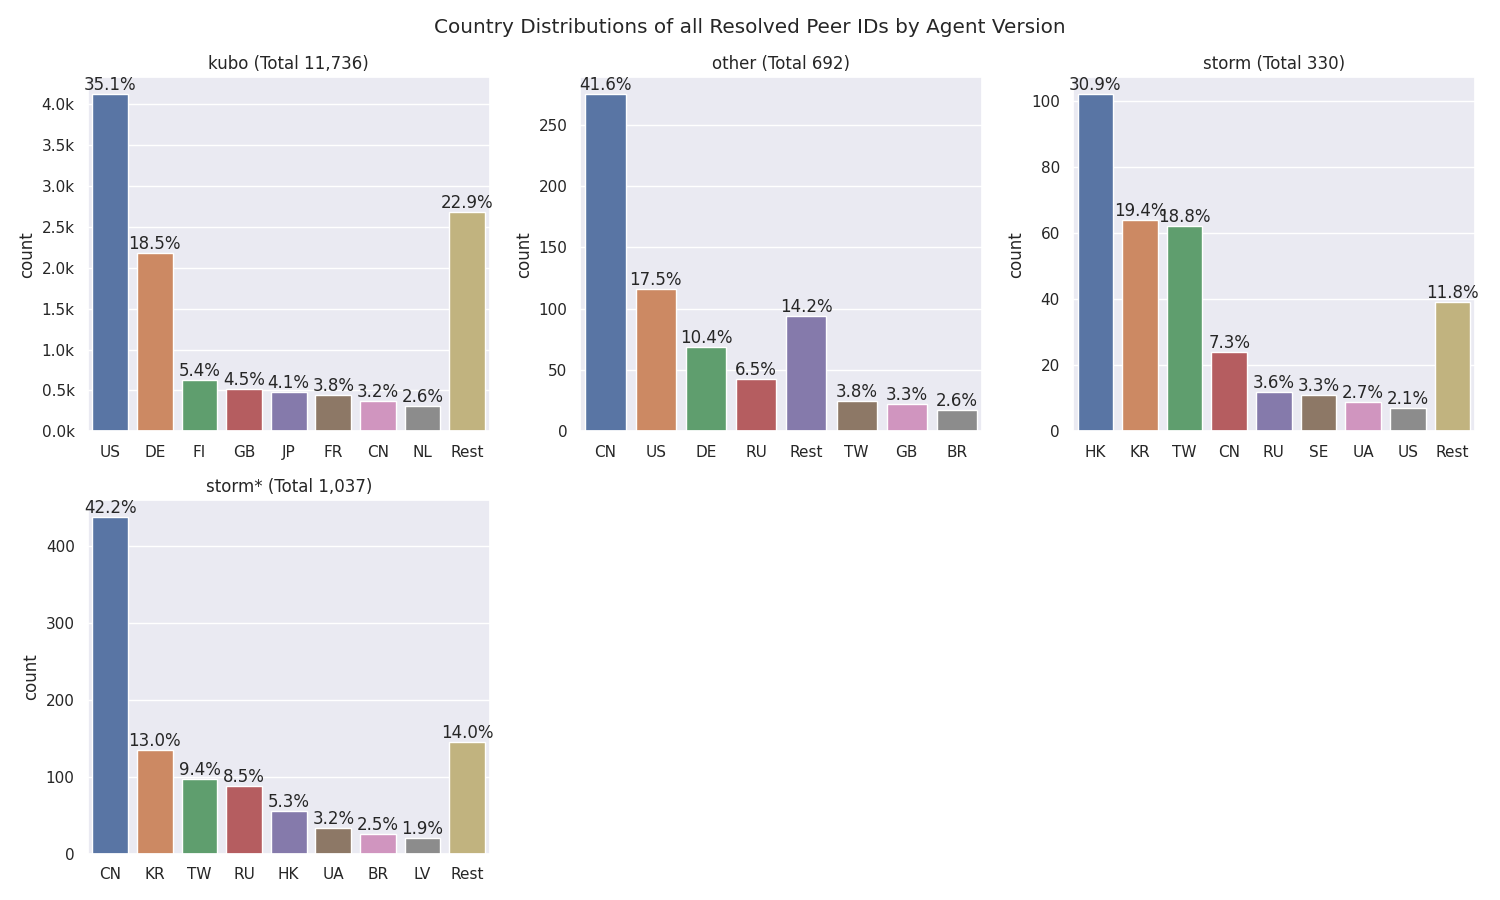 Country Distributions of all Resolved Peer IDs by Agent Version
kubo (Total 11,736)
count
4.0k
3.5k
3.0k
2.5k
2.0k
1.5k
1.0k
0.5k
0.0k
35.1%
18.5%
5.4%
4.5%
4.1%
3.8%
3.2%
2.6%
22.9%
US DE FI GB JP FR CN NL Rest
other (Total 692)
count
250
200
150
100
50
0
41.6%
17.5%
10.4%
6.5%
14.2%
3.8%
3.3%
2.6%
CN US DE RU Rest TW GB BR
storm (Total 330)
count
100
80
60
40
20
0
30.9%
19.4%
18.8%
7.3%
3.6%
3.3%
2.7%
2.1%
11.8%
HK KR TW CN RU SE UA US Rest
storm* (Total 1,037)
count
400
300
200
100
0
42.2%
13.0%
9.4%
8.5%
5.3%
3.2%
2.5%
1.9%
14.0%
CN KR TW RU HK UA BR LV Rest